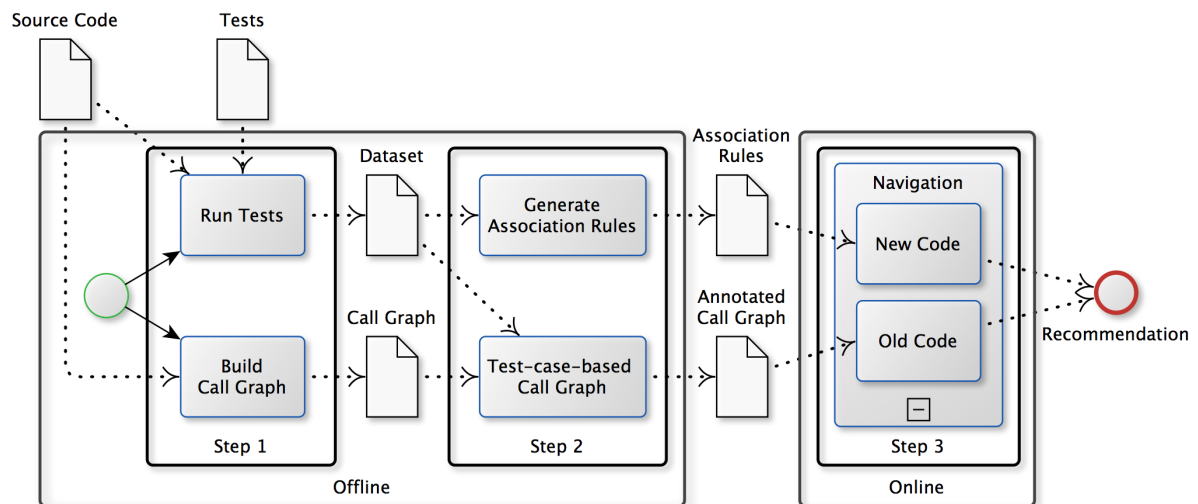 Source Code
Tests
Association
Rules
Dataset
Navigation
Run Tests
Generate
Association Rules
New Code
Call Graph
Annotated
Call Graph
Recommendation
Old Code
Build
Call Graph
Test-case-based
Call Graph
Step 1
Step 2
Step 3
Offline
Online